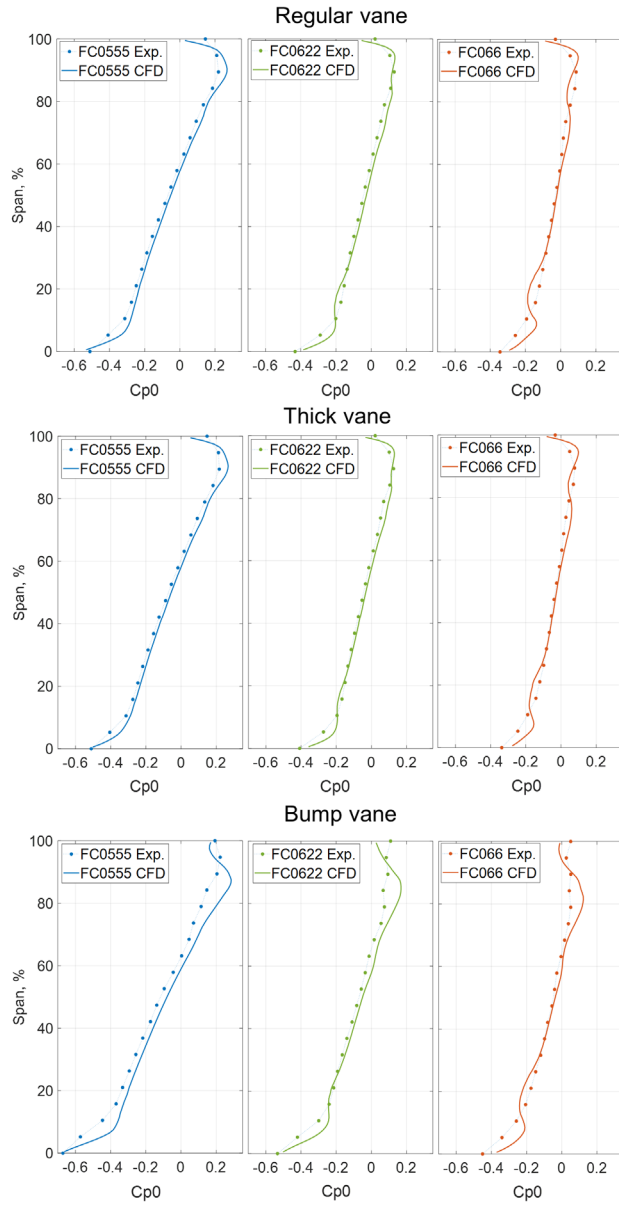 Regular vane
FC0555 Exp.
FC0555 CFD
FC0622 Exp.
FC0622 CFD
FC066 Exp.
FC066 CFD
Span, %
100
80
60
40
20
0
-0.6 -0.4 -0.2 0 0.2
-0.6 -0.4 -0.2 0 0.2
-0.6 -0.4 -0.2 0 0.2
Cp0 Cp0 Cp0
Thick vane
FC0555 Exp.
FC0555 CFD
FC0622 Exp.
FC0622 CFD
FC066 Exp.
FC066 CFD
Span, %
100
80
60
40
20
0
-0.6 -0.4 -0.2 0 0.2
-0.6 -0.4 -0.2 0 0.2
-0.6 -0.4 -0.2 0 0.2
Cp0 Cp0 Cp0
Bump vane
FC0555 Exp.
FC0555 CFD
FC0622 Exp.
FC0622 CFD
FC066 Exp.
FC066 CFD
Span, %
100
80
60
40
20
0
-0.6 -0.4 -0.2 0 0.2
-0.6 -0.4 -0.2 0 0.2
-0.6 -0.4 -0.2 0 0.2
Cp0 Cp0 Cp0